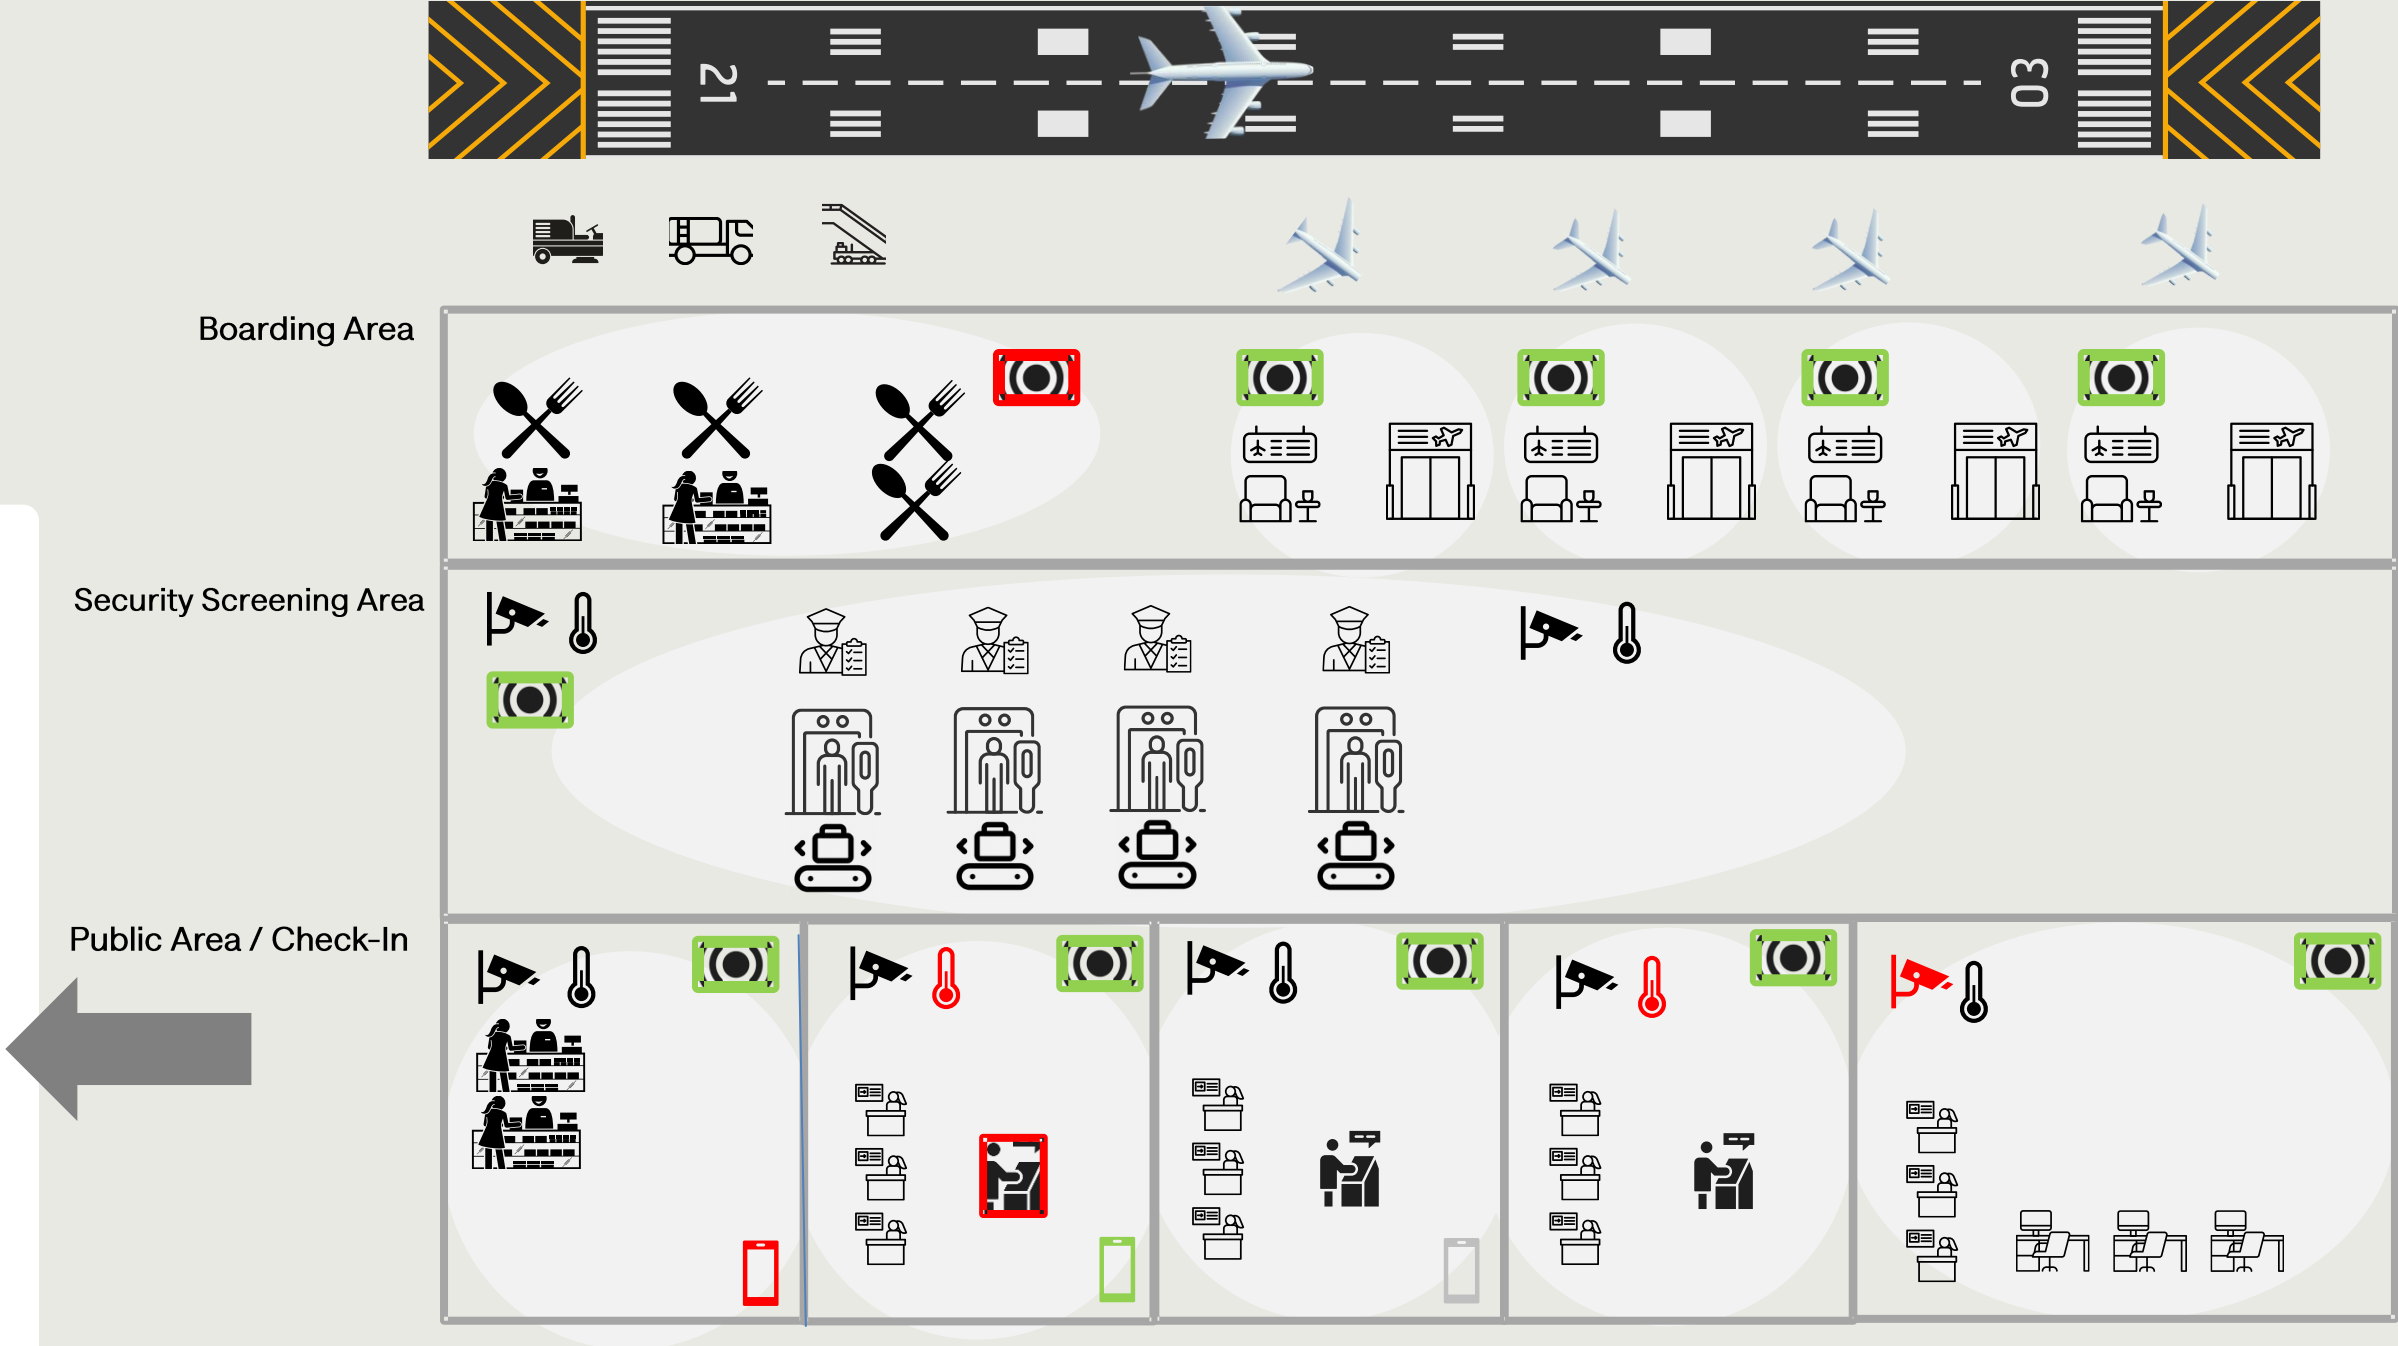 21
03
Boarding Area
Security Screening Area
Public Area / Check-In